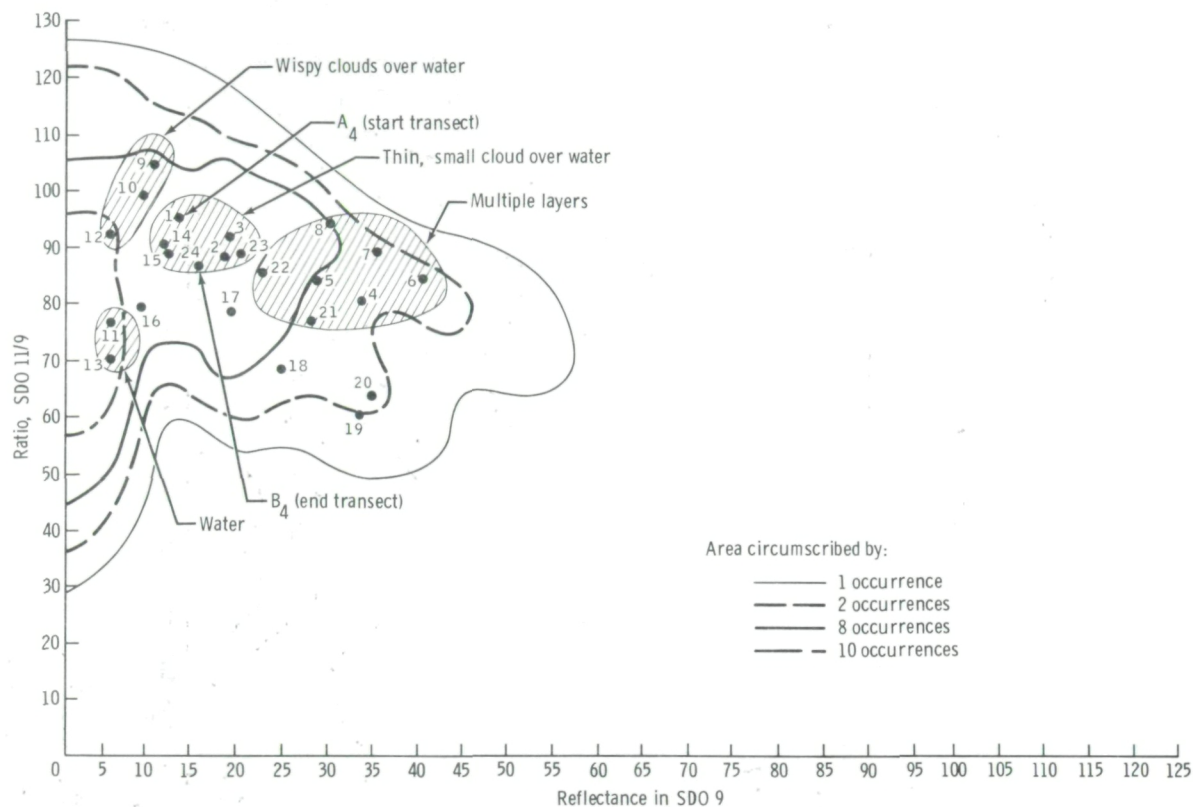 130
120
110
100
90
80
70
60
50
40
30
20
10
0
Ratio, SDO 11/9
Wispy clouds over water
A4 (start transect)
Thin, small cloud over water
Multiple layers
9
10
12
1
14
15
24
2
3
23
22
8
7
6
5
4
21
17
16
11
13
18
20
19
B4 (end transect)
Water
Area circumscribed by:
1 occurrence
2 occurrences
8 occurrences
10 occurrences
5 10 15 20 25 30 35 40 45 50 55 60 65 70 75 80 85 90 95 100 105 110 115 120 125
Reflectance in SDO 9